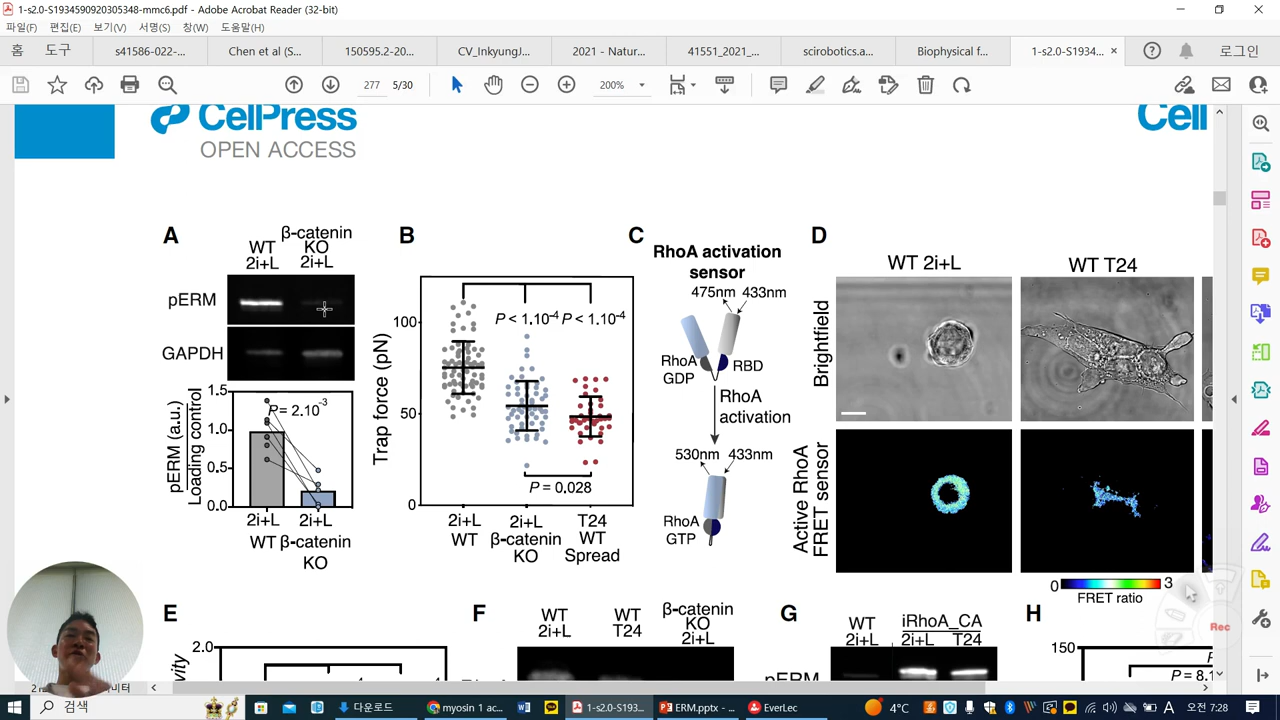 1-s2.0-S1934590920305348-mmc6.pdf - Adobe Acrobat Reader (32-bit)
파일(F) 편집(E) 보기(V) 서명(S) 창(W) 도움말(H)
홈 도구 s41586-022-... Chen et al (S... 150595.2-20... CV_InkyungJ... 2021 - Natur... 41551_2021_... scirobotics.a... Biophysical f... 1-s2.0-S1934... × 로그인
277 5/30 200%
CellPress
OPEN ACCESS
Cell
A
WT
2i+L
β-catenin
KO
2i+L
pERM
GAPDH
pERM (a.u.)
Loading control
1.5
1.0
0.5
0.0
P= 2.10⁻³
2i+L 2i+L
WT β-catenin
KO
B
Trap force (pN)
100
50
0
P < 1.10⁻⁴ P < 1.10⁻⁴
P = 0.028
2i+L
WT
2i+L
β-catenin
KO
T24
WT
Spread
C
RhoA activation
sensor
475nm 433nm
RhoA
GDP
RBD
RhoA
activation
530nm 433nm
RhoA
GTP
D
WT 2i+L WT T24
Brightfield
Active RhoA
FRET sensor
0 3
FRET ratio
E
2.0
F
WT
2i+L
WT
T24
β-catenin
KO
2i+L
G
WT
2i+L
iRhoA_CA
2i+L T24
pERM
H
150
P = 8.1
Rec
검색
다운로드 myosin 1 ac... 1-s2.0-S193... ERM.pptx - ... EverLec
4°C A 오전 7:28